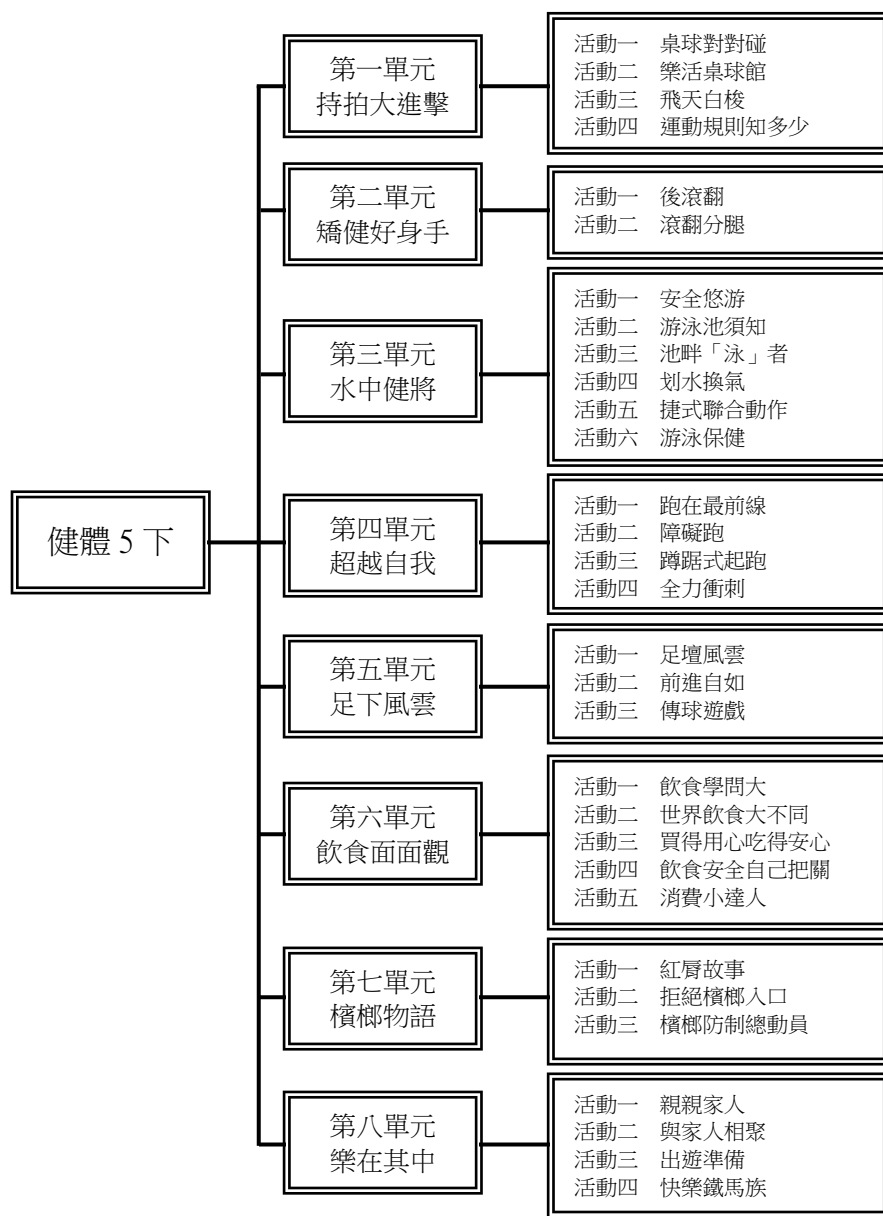 健體 5 下
第一單元
持拍大進擊
活動一 桌球對對碰
活動二 樂活桌球館
活動三 飛天白梭
活動四 運動規則知多少
第二單元
矯健好身手
活動一 後滾翻
活動二 滾翻分腿
第三單元
水中健將
活動一 安全悠游
活動二 游泳池須知
活動三 池畔「泳」者
活動四 划水換氣
活動五 捷式聯合動作
活動六 游泳保健
第四單元
超越自我
活動一 跑在最前線
活動二 障礙跑
活動三 蹲踞式起跑
活動四 全力衝刺
第五單元
足下風雲
活動一 足壇風雲
活動二 前進自如
活動三 傳球遊戲
第六單元
飲食面面觀
活動一 飲食學問大
活動二 世界飲食大不同
活動三 買得用心吃得安心
活動四 飲食安全自己把關
活動五 消費小達人
第七單元
檳榔物語
活動一 紅脣故事
活動二 拒絕檳榔入口
活動三 檳榔防制總動員
第八單元
樂在其中
活動一 親親家人
活動二 與家人相聚
活動三 出遊準備
活動四 快樂鐵馬族